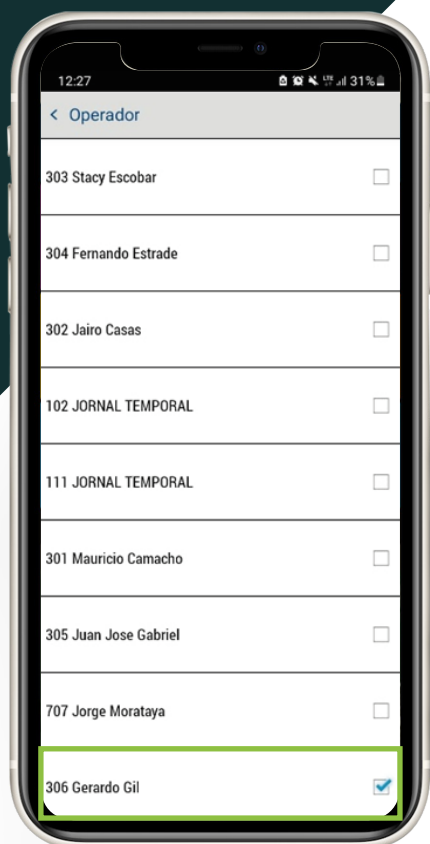 12:27 LTE 31%
< Operador
303 Stacy Escobar
304 Fernando Estrade
302 Jairo Casas
102 JORNAL TEMPORAL
111 JORNAL TEMPORAL
301 Mauricio Camacho
305 Juan Jose Gabriel
707 Jorge Morataya
306 Gerardo Gil